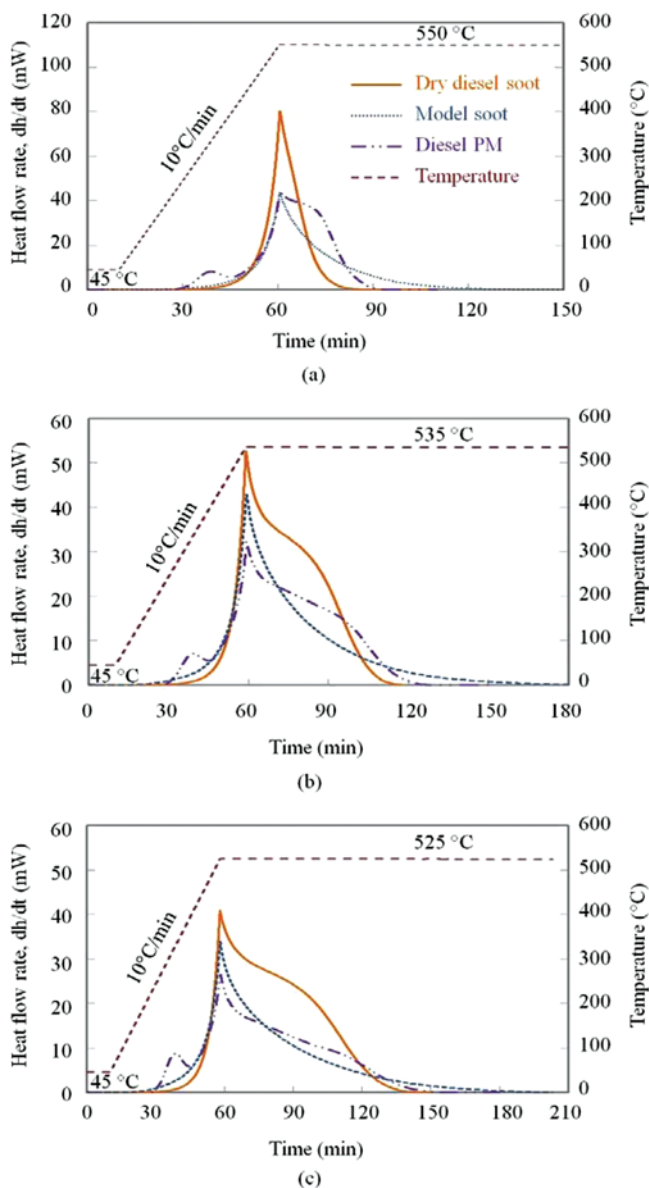 120
100
80
60
40
20
0
Heat flow rate, dh/dt (mW)
600
500
400
300
200
100
0
Temperature (°C)
550 °C
10°C/min
45 °C
Dry diesel soot
Model soot
Diesel PM
Temperature
0 30 60 90 120 150
Time (min)
(a)
60
50
40
30
20
10
0
Heat flow rate, dh/dt (mW)
600
500
400
300
200
100
0
Temperature (°C)
535 °C
10°C/min
45 °C
0 30 60 90 120 150 180
Time (min)
(b)
60
50
40
30
20
10
0
Heat flow rate, dh/dt (mW)
600
500
400
300
200
100
0
Temperature (°C)
525 °C
10°C/min
45 °C
0 30 60 90 120 150 180 210
Time (min)
(c)